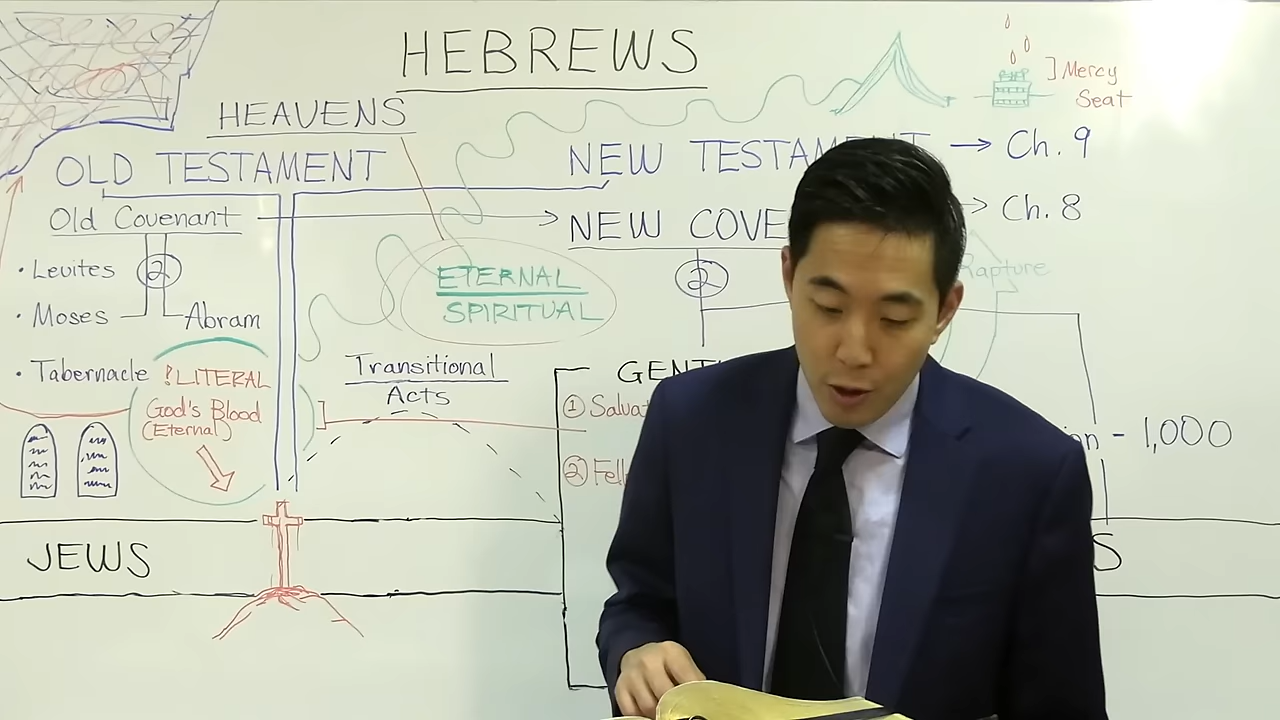 HEBREWS
Mercy
Seat
HEAVENS
OLD TESTAMENT
NEW TESTAMENT → Ch. 9
Old Covenant
NEW COVE
Ch. 8
• Levites
②
• Moses
Abram
ETERNAL
SPIRITUAL
②
Rapture
• Tabernacle
! LITERAL
God's Blood
(Eternal)
Transitional
Acts
GENT
① Salvat
② Fell
on - 1,000
JEWS
S